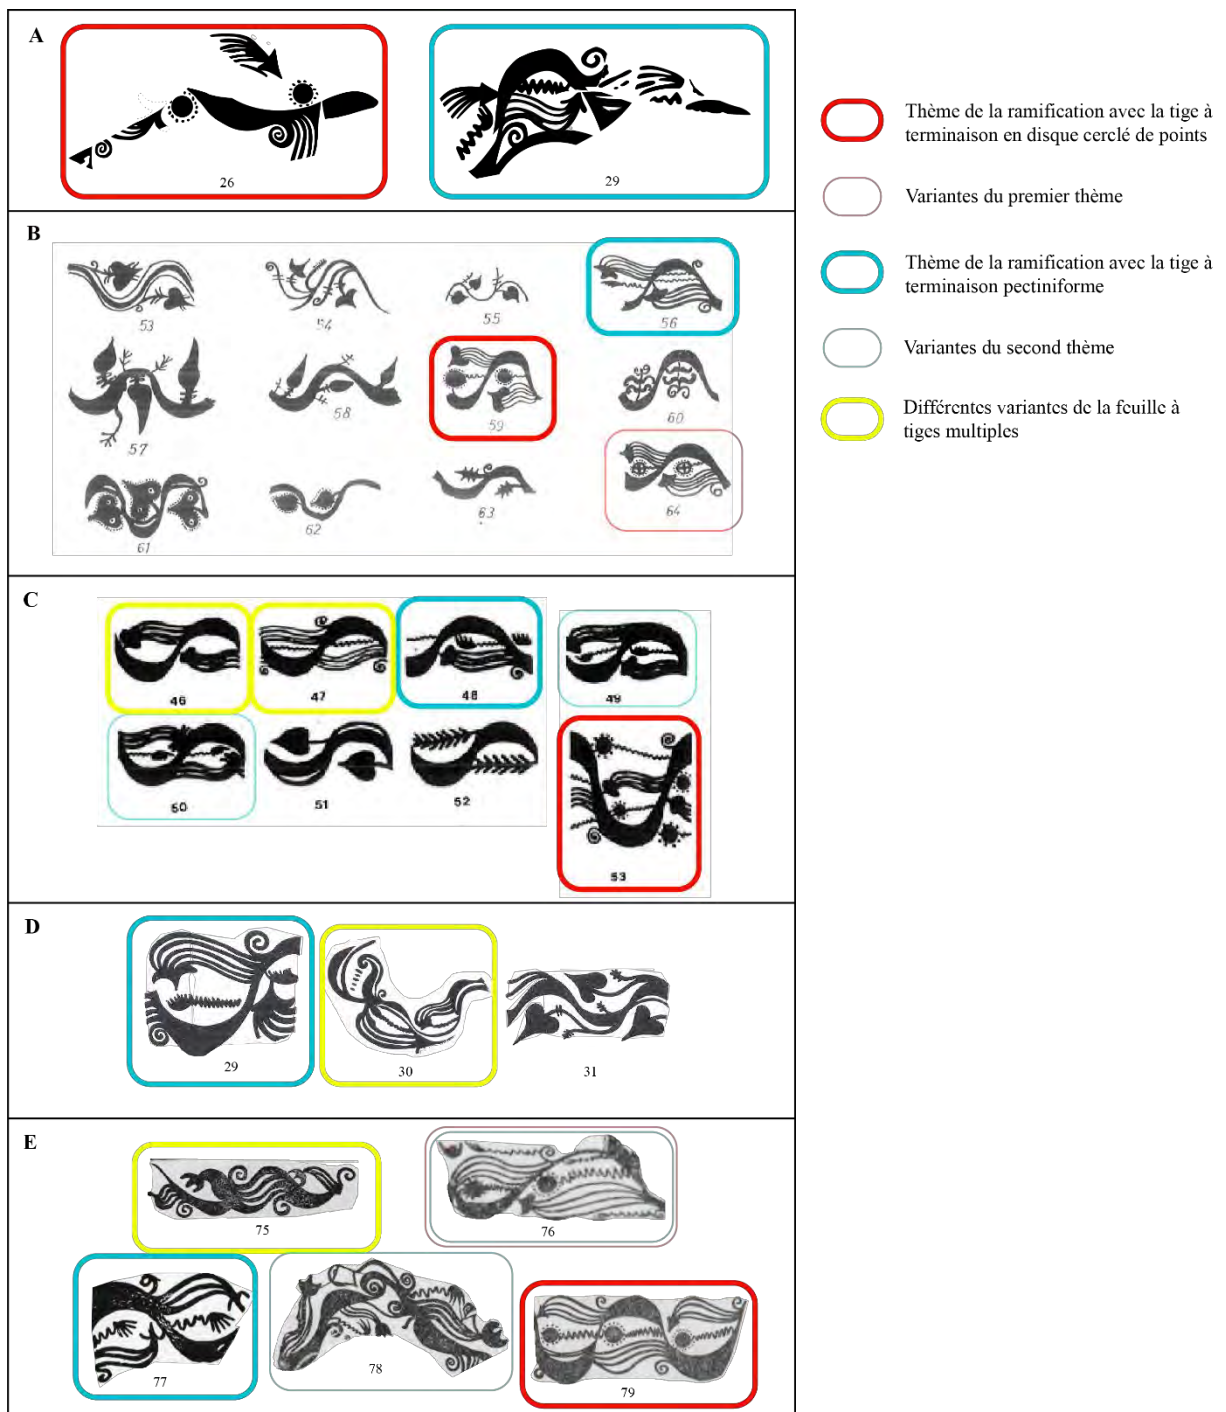 A
26
29
B
53
54
55
56
57
58
59
60
61
62
63
64
C
46
47
48
49
50
51
52
53
D
29
30
31
E
75
76
77
78
79
Thème de la ramification avec la tige à
terminaison en disque cerclé de points
Variantes du premier thème
Thème de la ramification avec la tige à
terminaison pectiniforme
Variantes du second thème
Différentes variantes de la feuille à
tiges multiples